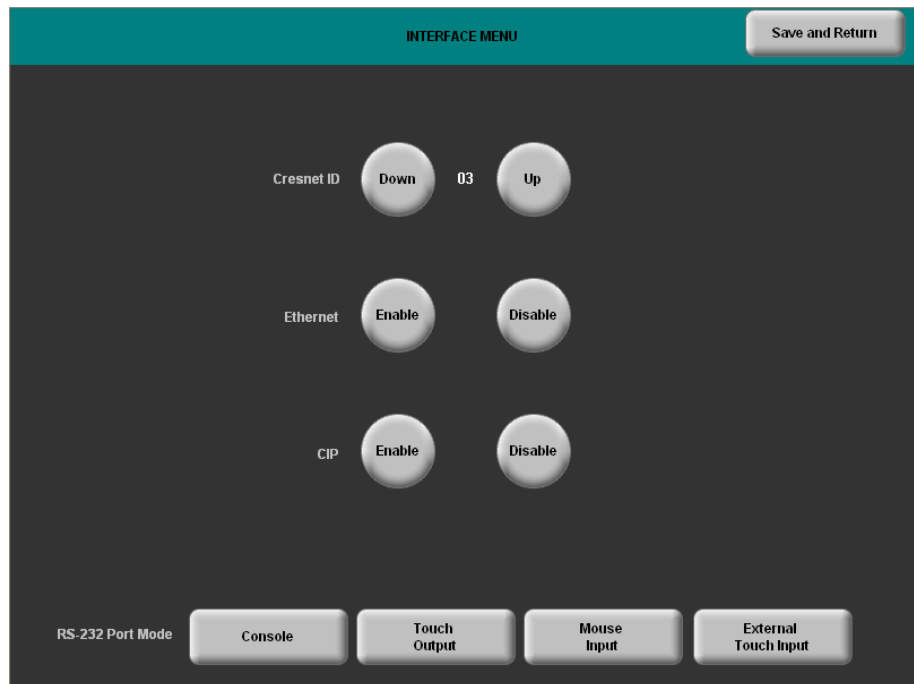 INTERFACE MENU
Save and Return
Cresnet ID Down 03 Up
Ethernet Enable Disable
CIP Enable Disable
RS-232 Port Mode
Console
Touch
Output
Mouse
Input
External
Touch Input